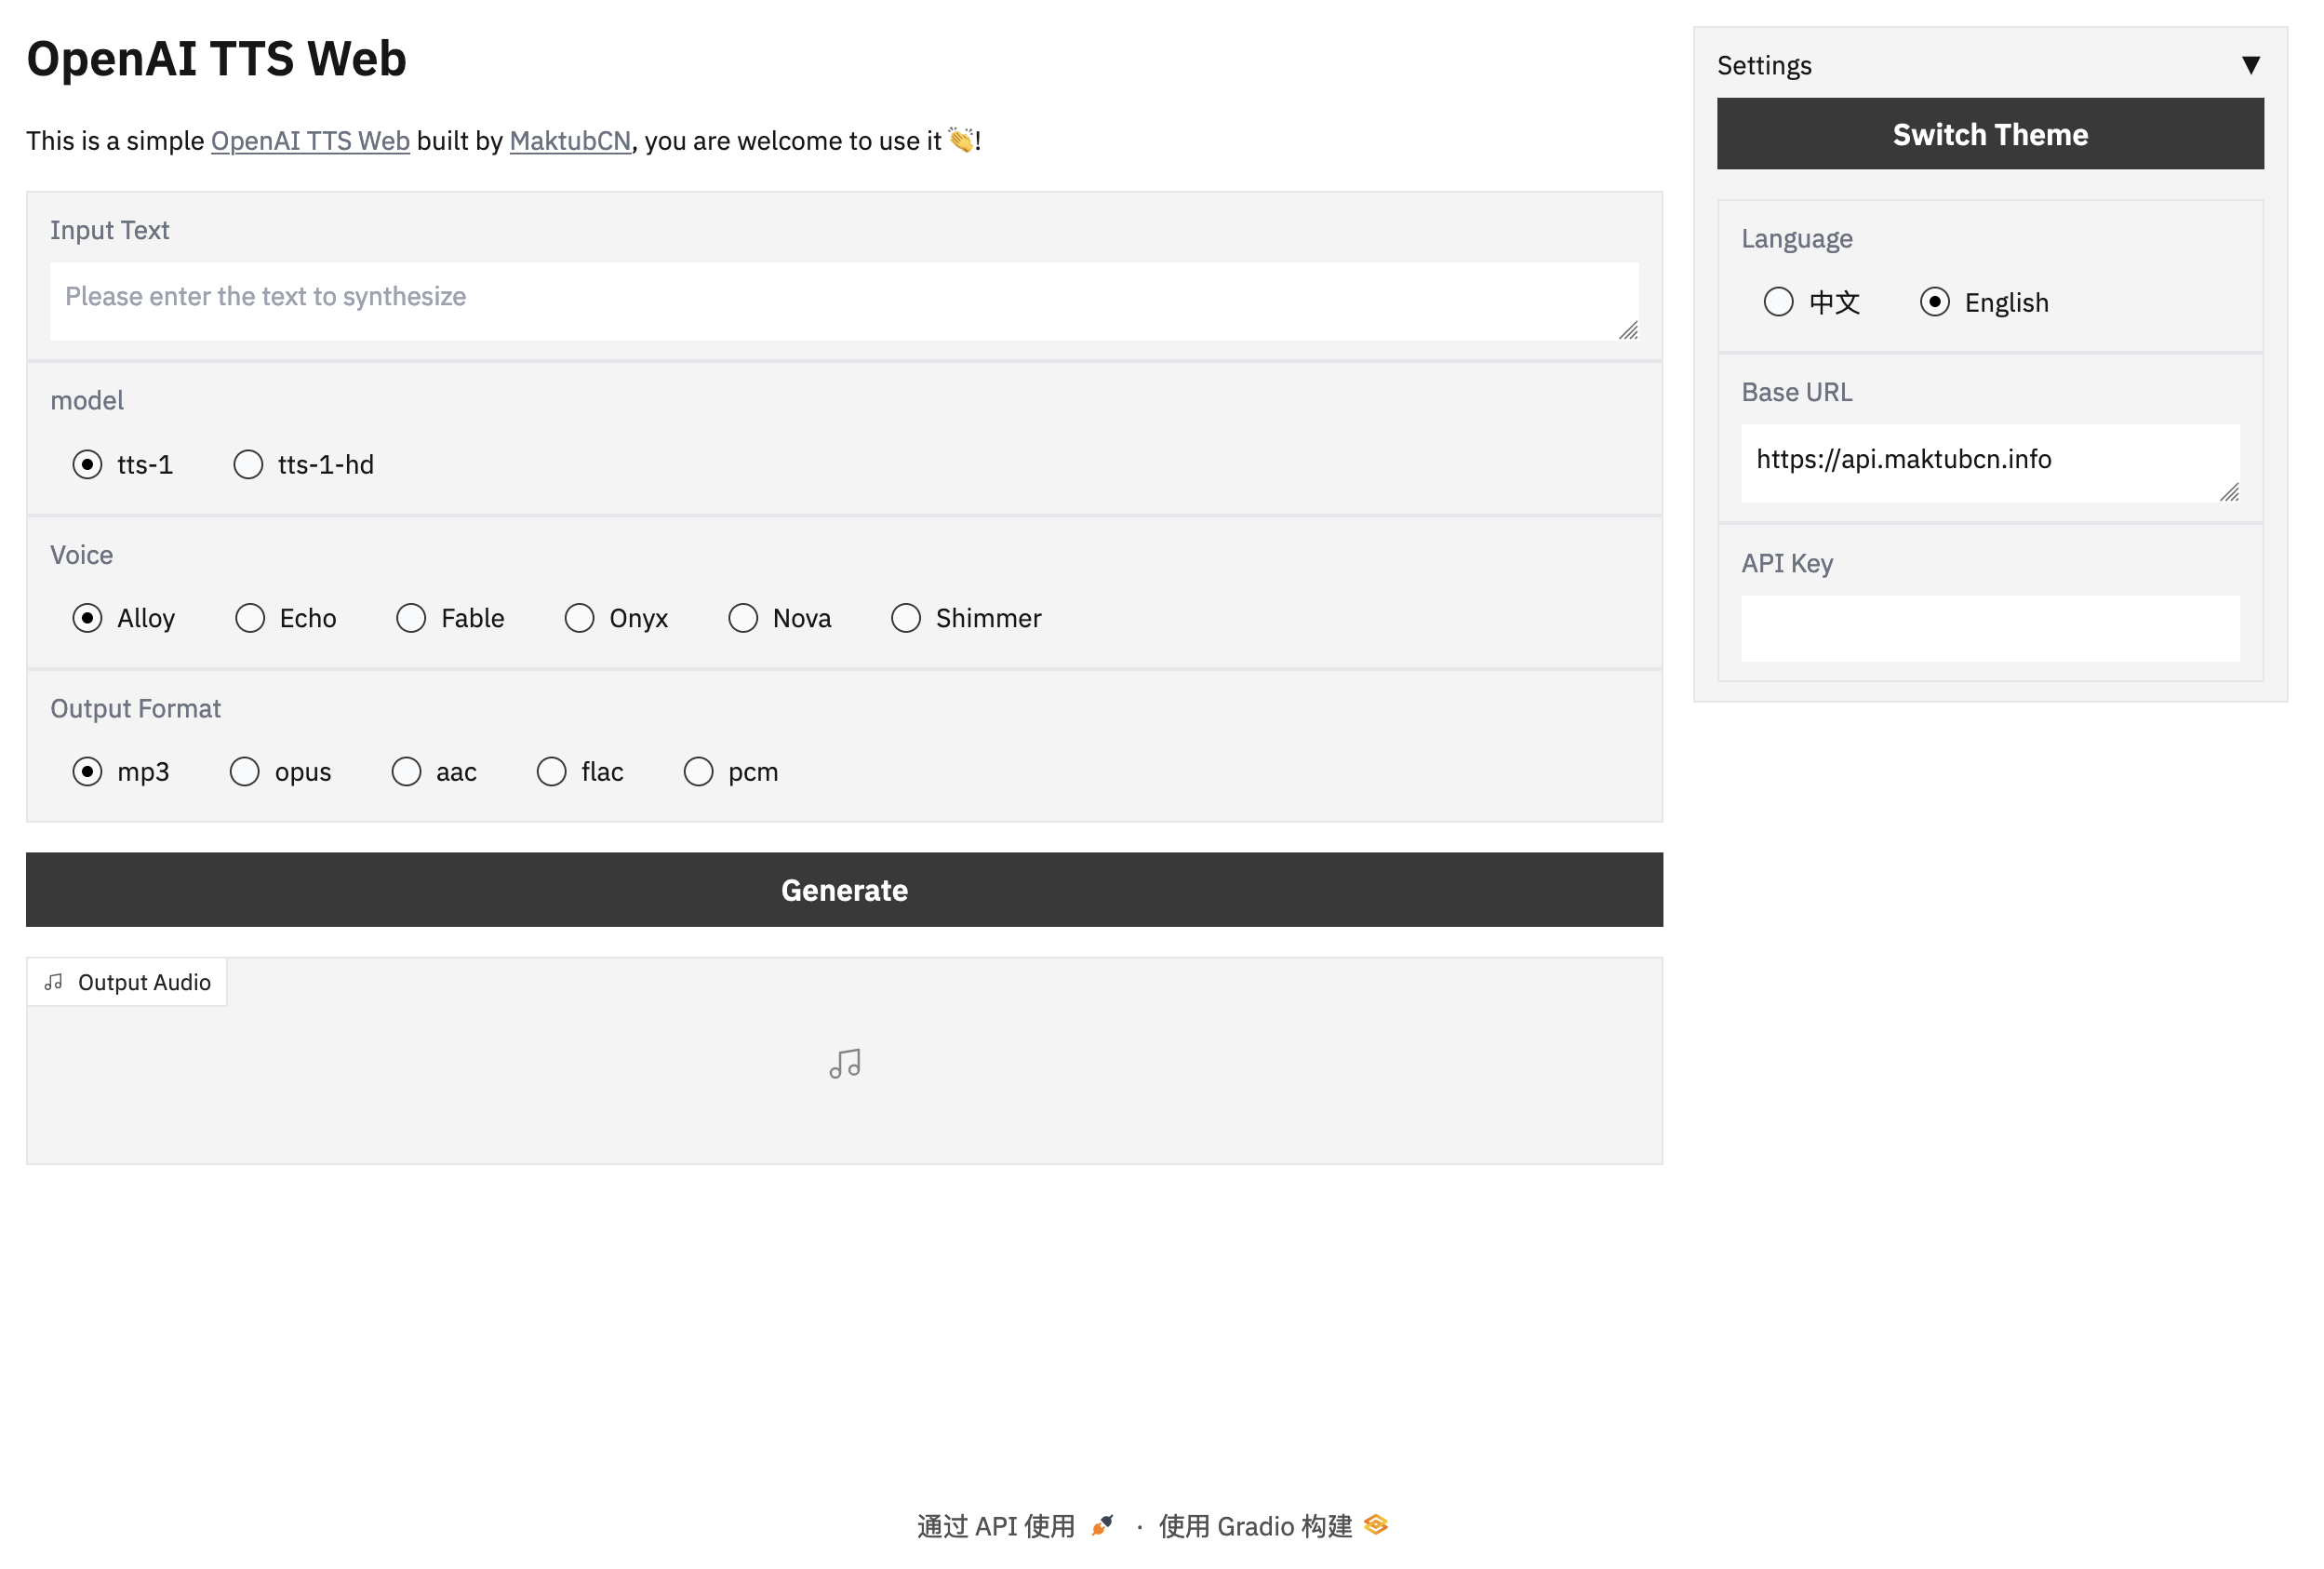 OpenAI TTS Web
This is a simple OpenAI TTS Web built by MaktubCN, you are welcome to use it 👏!
Input Text
Please enter the text to synthesize
model
tts-1 tts-1-hd
Voice
Alloy Echo Fable Onyx Nova Shimmer
Output Format
mp3 opus aac flac pcm
Generate
Output Audio
Settings
Switch Theme
Language
中文 English
Base URL
https://api.maktubcn.info
API Key
通过 API 使用 · 使用 Gradio 构建